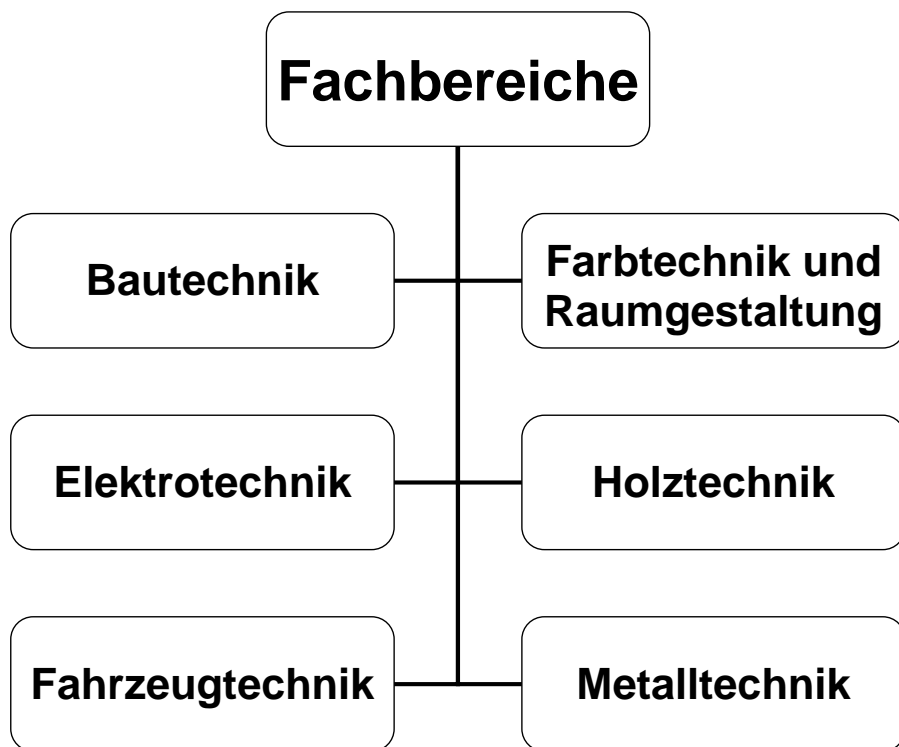 Fachbereiche
Bautechnik
Farbtechnik und
Raumgestaltung
Elektrotechnik
Holztechnik
Fahrzeugtechnik
Metalltechnik